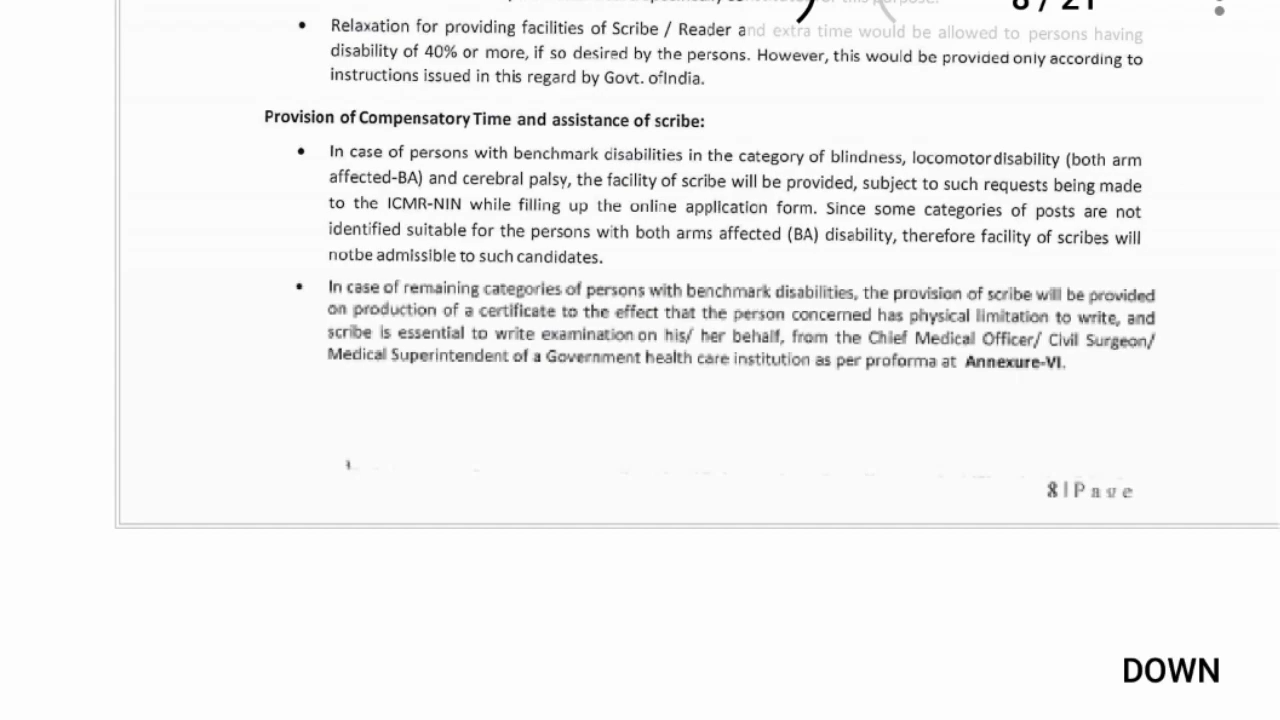 8 / 21
• Relaxation for providing facilities of Scribe / Reader and extra time would be allowed to persons having
disability of 40% or more, if so desired by the persons. However, this would be provided only according to
instructions issued in this regard by Govt. ofIndia.
Provision of Compensatory Time and assistance of scribe:
• In case of persons with benchmark disabilities in the category of blindness, locomotordisability (both arm
affected-BA) and cerebral palsy, the facility of scribe will be provided, subject to such requests being made
to the ICMR-NIN while filling up the online application form. Since some categories of posts are not
identified suitable for the persons with both arms affected (BA) disability, therefore facility of scribes will
notbe admissible to such candidates.
• In case of remaining categories of persons with benchmark disabilities, the provision of scribe will be provided
on production of a certificate to the effect that the person concerned has physical limitation to write, and
scribe is essential to write examination on his/ her behalf, from the Chief Medical Officer/ Civil Surgeon/
Medical Superintendent of a Government health care institution as per proforma at Annexure-VI.
8 | P a g e
DOWN